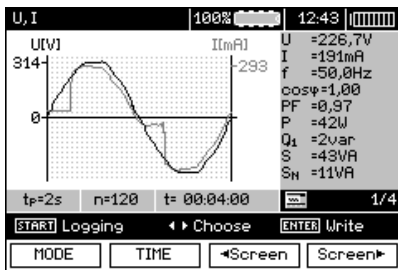 U,I 100% 12:43
U[V] I[mA]
314 293
0
U =226,7V
I =191mA
f =50,0Hz
cosφ=1,00
PF =0,97
P =42W
Q1 =2var
S =43VA
SN =11VA
tP=2s n=120 t= 00:04:00 1/4
START Logging ◂ ▸ Choose ENTER Write
MODE TIME ◂Screen Screen▸